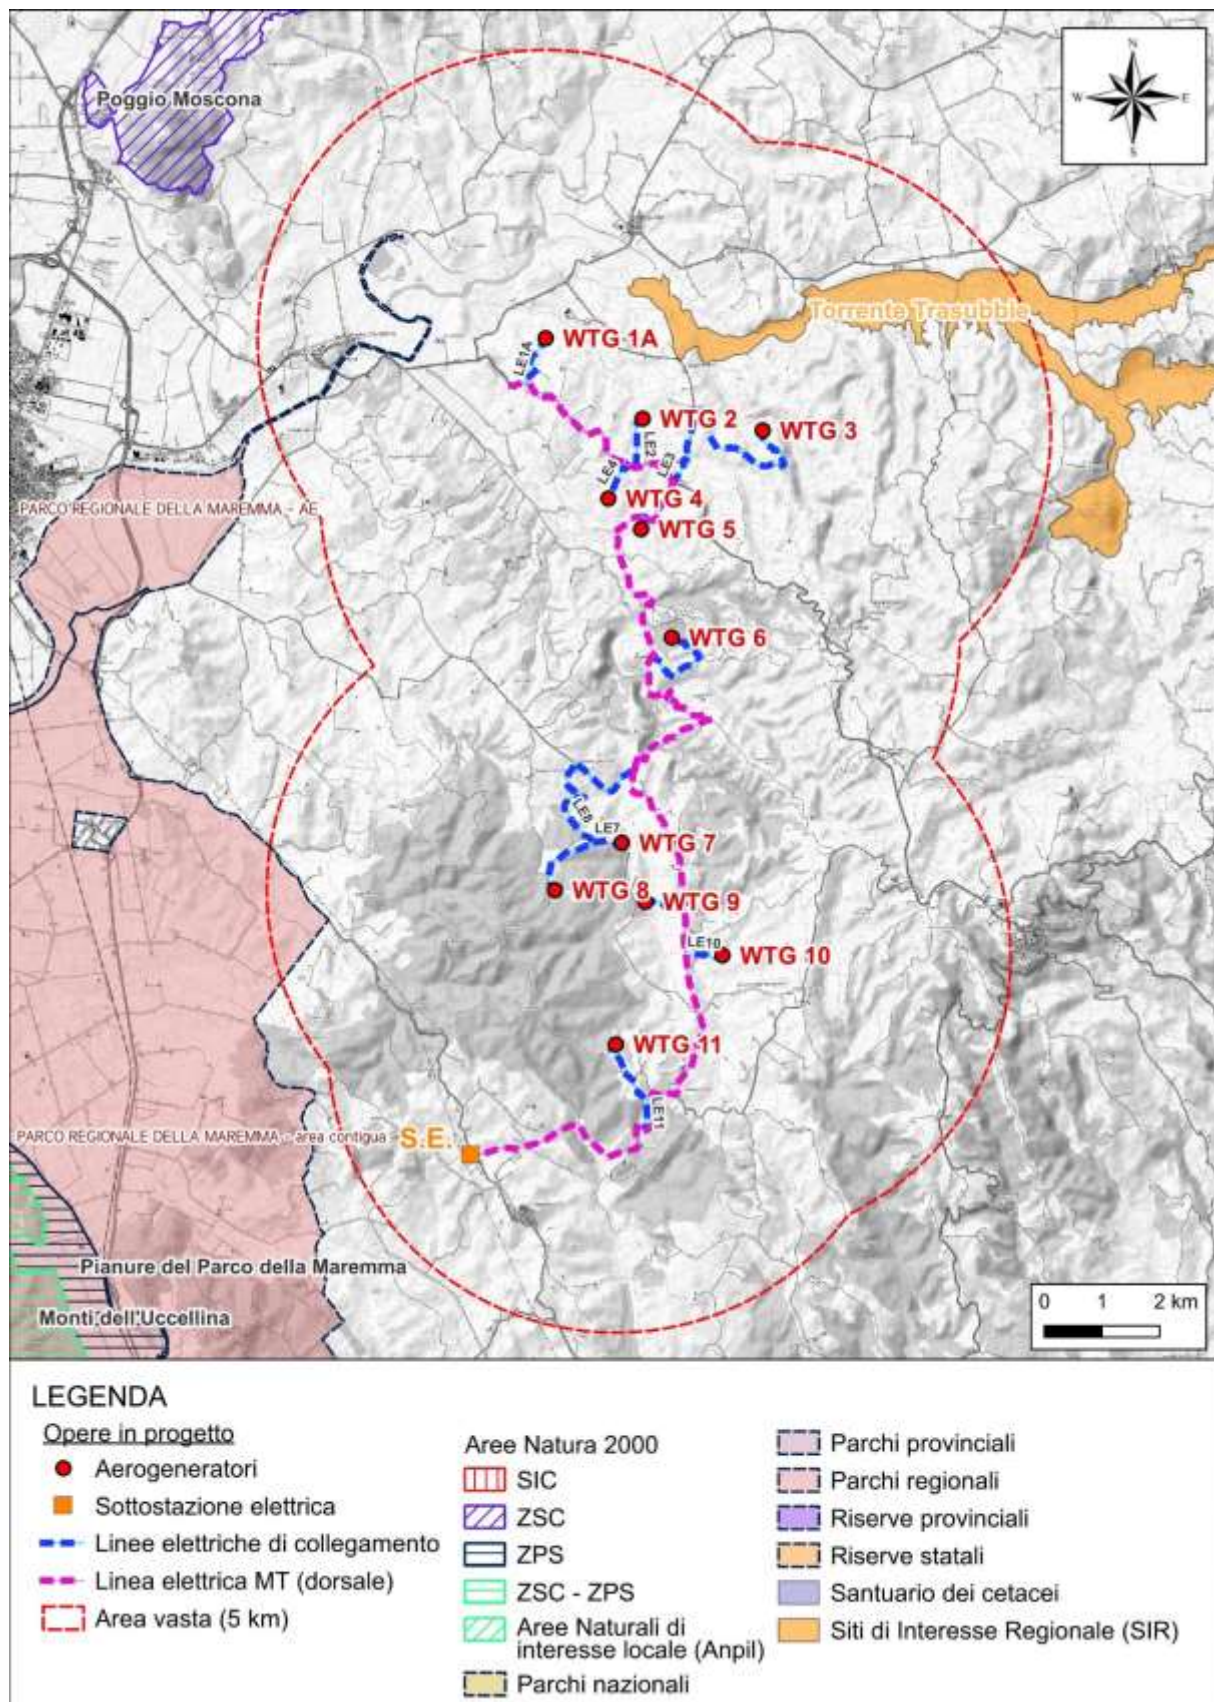 N
W
E
S
Poggio Moscona
Torrente Trasubbie
WTG 1A
LE1A
WTG 2
WTG 3
LE2
LE3
LE4
WTG 4
WTG 5
PARCO REGIONALE DELLA MAREMMA - AE
WTG 6
LE8
LE7
WTG 7
WTG 8
WTG 9
LE10
WTG 10
WTG 11
LE11
PARCO REGIONALE DELLA MAREMMA - area contigua
S.E.
Pianure del Parco della Maremma
Monti dell'Uccellina
0 1 2 km
LEGENDA
Opere in progetto
Aerogeneratori
Sottostazione elettrica
Linee elettriche di collegamento
Linea elettrica MT (dorsale)
Area vasta (5 km)
Aree Natura 2000
SIC
ZSC
ZPS
ZSC - ZPS
Aree Naturali di
interesse locale (Anpil)
Parchi nazionali
Parchi provinciali
Parchi regionali
Riserve provinciali
Riserve statali
Santuario dei cetacei
Siti di Interesse Regionale (SIR)